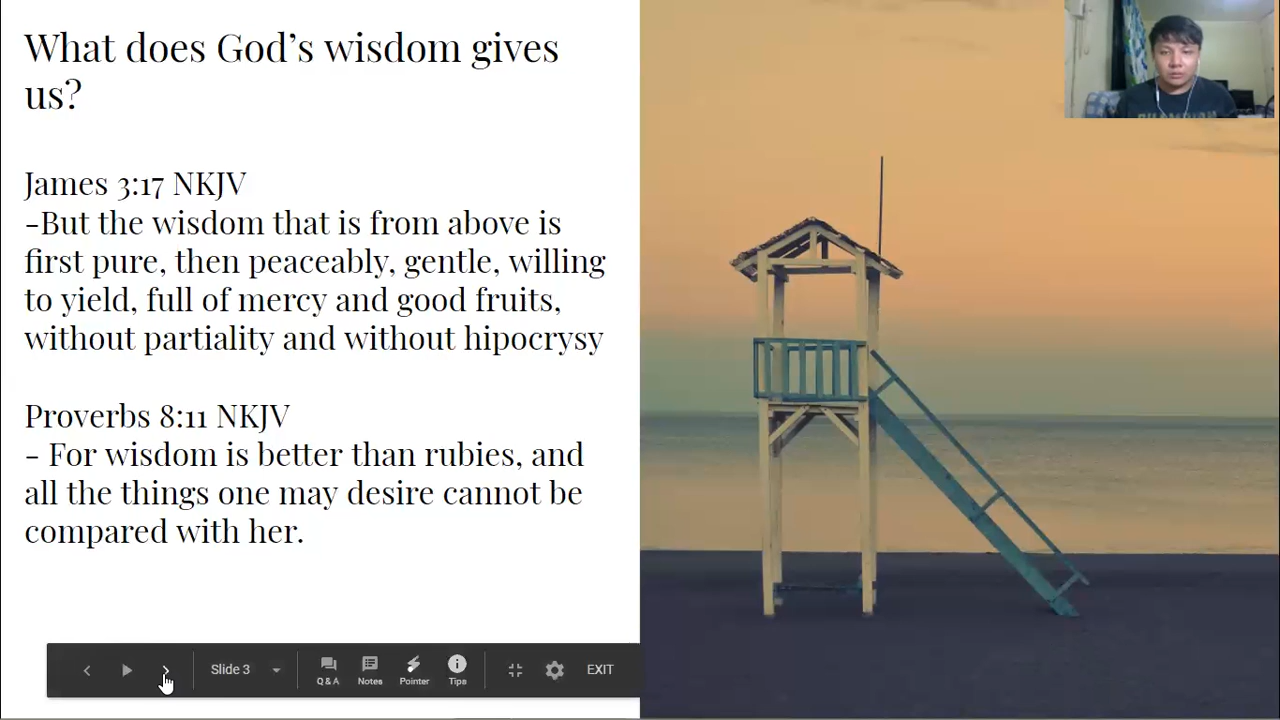 What does God’s wisdom gives
us?
James 3:17 NKJV
-But the wisdom that is from above is
first pure, then peaceably, gentle, willing
to yield, full of mercy and good fruits,
without partiality and without hipocrysy
Proverbs 8:11 NKJV
- For wisdom is better than rubies, and
all the things one may desire cannot be
compared with her.
Slide 3
Q & A
Notes
Pointer
Tips
EXIT
CHAMPION